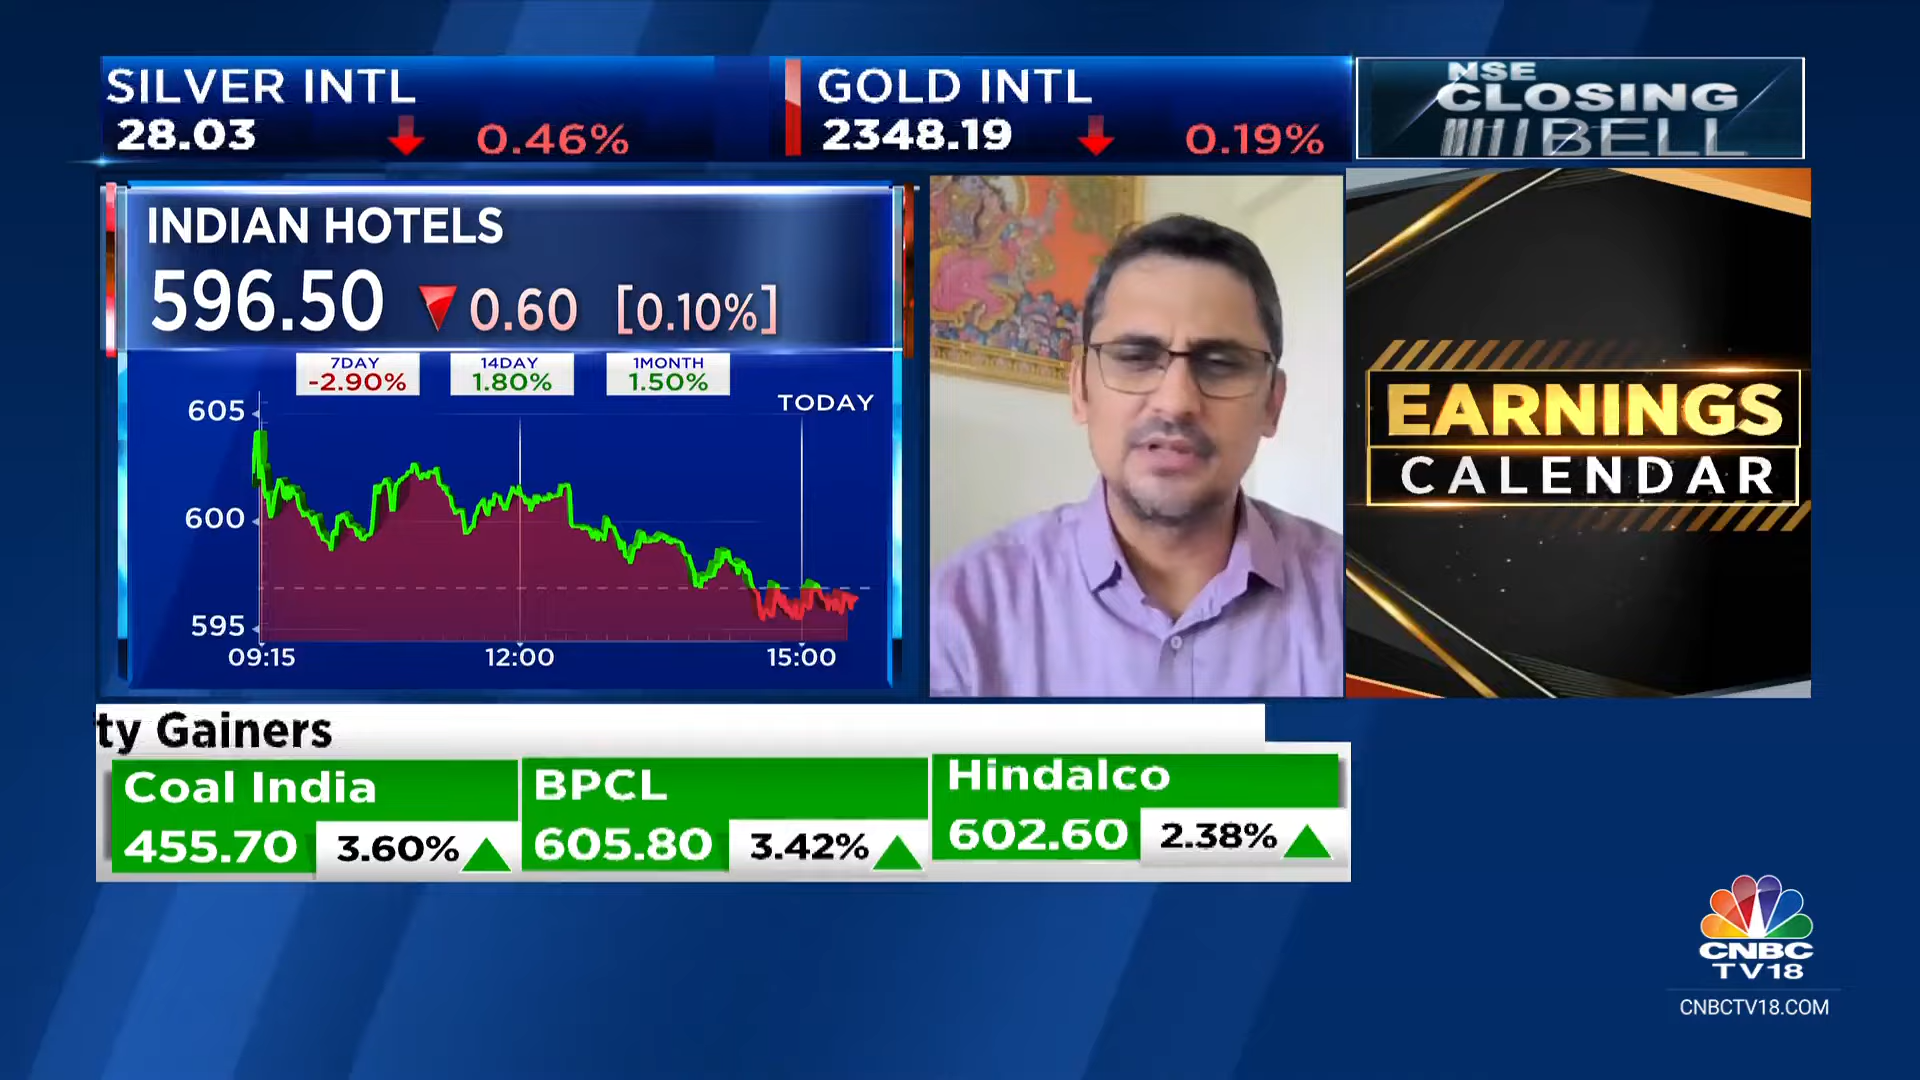 SILVER INTL
28.03 0.46%
GOLD INTL
2348.19 0.19%
NSE
CLOSING
BELL
INDIAN HOTELS
596.50 0.60 [0.10%]
7DAY
-2.90%
14DAY
1.80%
1MONTH
1.50%
TODAY
605
600
595
09:15 12:00 15:00
EARNINGS
CALENDAR
ty Gainers
Coal India
455.70 3.60%
BPCL
605.80 3.42%
Hindalco
602.60 2.38%
CNBC
TV18
CNBCTV18.COM